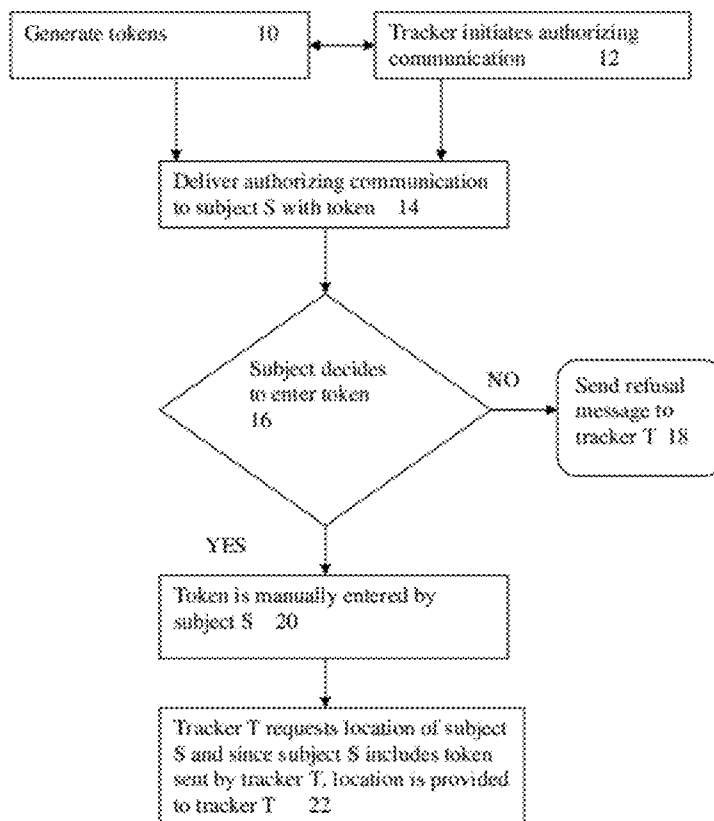 Generate tokens 10
Tracker initiates authorizing
communication 12
Deliver authorizing communication
to subject S with token 14
Subject decides
to enter token
16
NO
Send refusal
message to
tracker T 18
YES
Token is manually entered by
subject S 20
Tracker T requests location of subject
S and since subject S includes token
sent by tracker T, location is provided
to tracker T 22